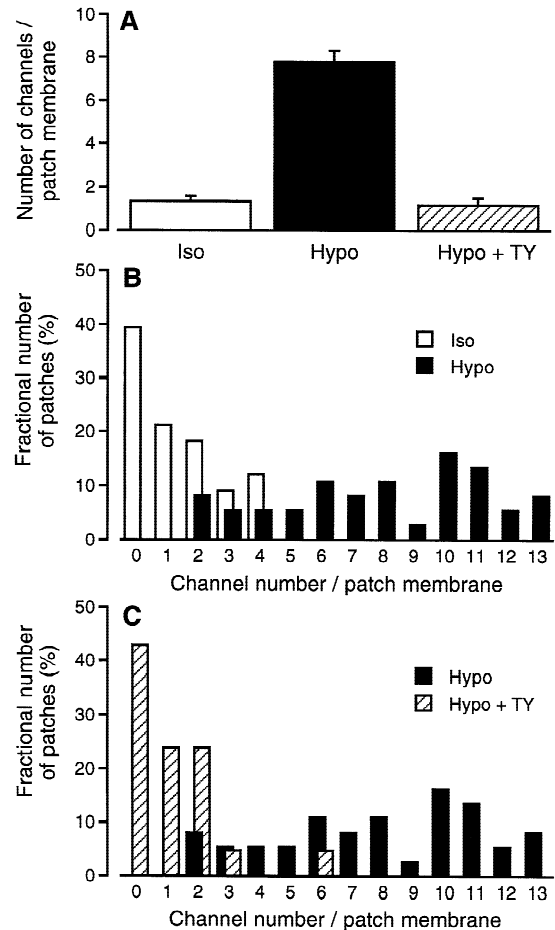 A
Number of channels /
patch membrane
10
8
6
4
2
0
Iso Hypo Hypo + TY
B
Fractional number
of patches (%)
50
40
30
20
10
0
Iso
Hypo
0 1 2 3 4 5 6 7 8 9 10 11 12 13
Channel number / patch membrane
C
Fractional number
of patches (%)
50
40
30
20
10
0
Hypo
Hypo + TY
0 1 2 3 4 5 6 7 8 9 10 11 12 13
Channel number / patch membrane